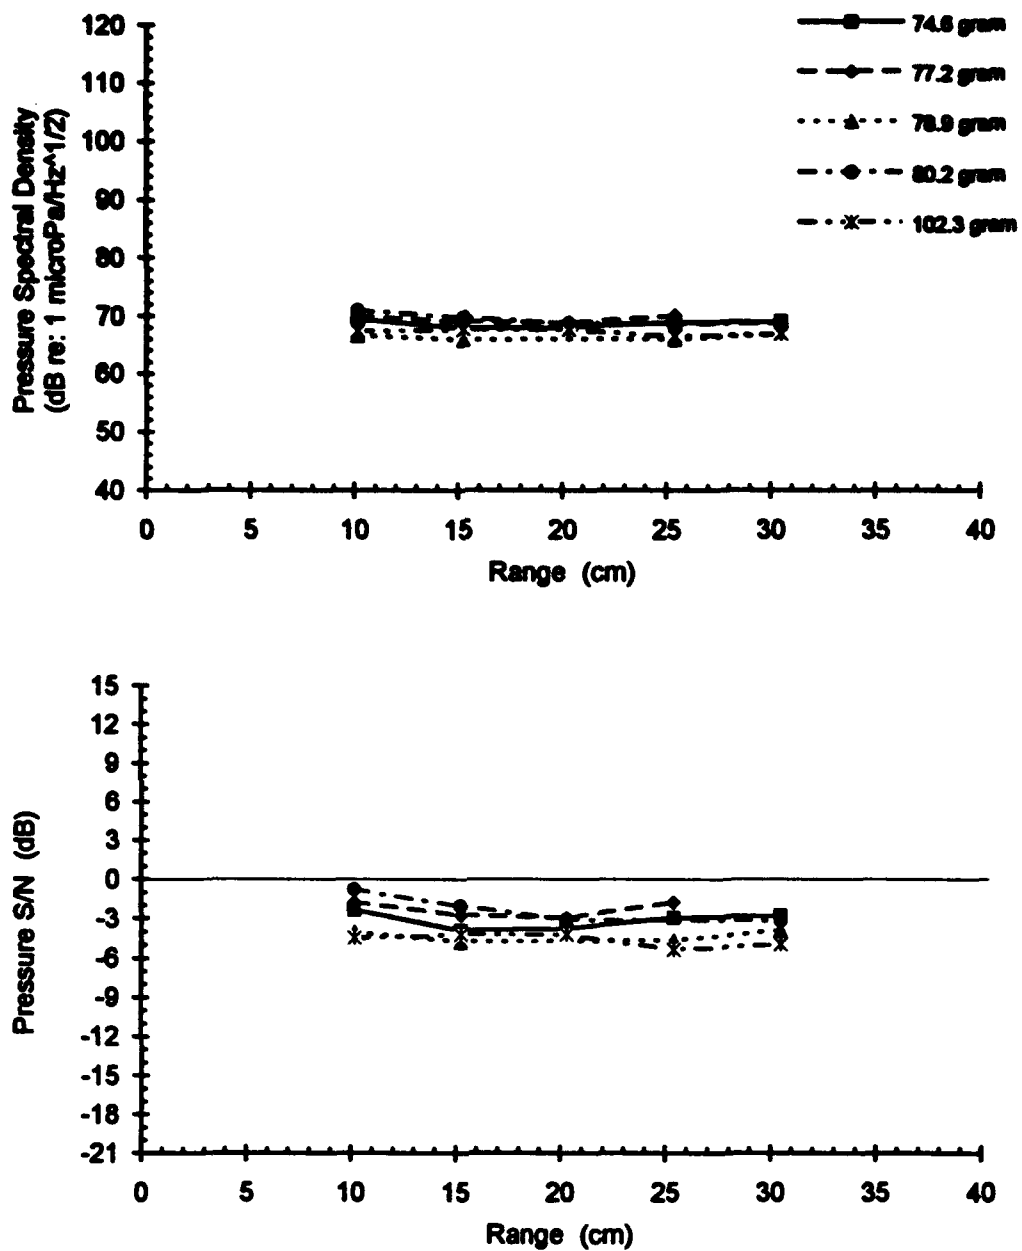 120
110
100
90
80
70
60
50
40
Pressure Spectral Density
(dB re: 1 microPa/Hz^1/2)
0 5 10 15 20 25 30 35 40
Range (cm)
74.6 gram
77.2 gram
78.9 gram
80.2 gram
102.3 gram
15
12
9
6
3
0
-3
-6
-9
-12
-15
-18
-21
Pressure S/N (dB)
0 5 10 15 20 25 30 35 40
Range (cm)